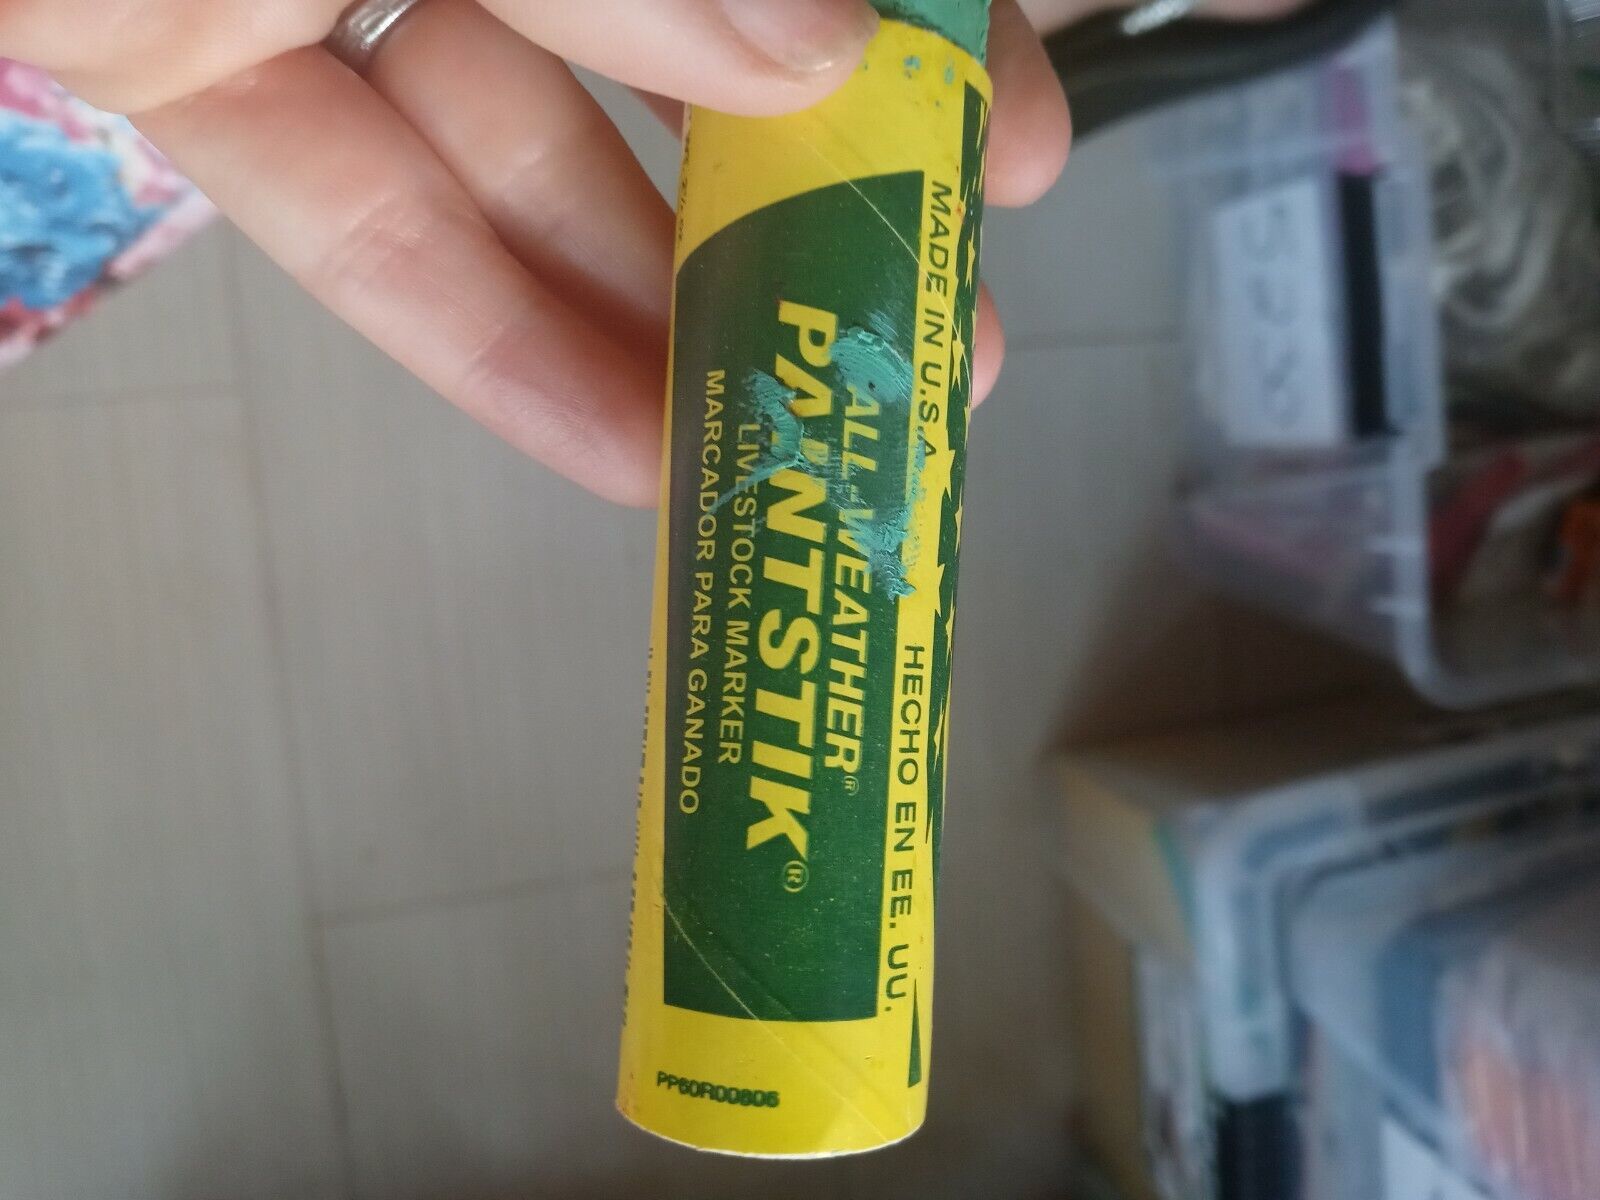 MADE IN U.S.A.
HECHO EN EE. UU.
ALL-WEATHER®
PAINTSTIK®
LIVESTOCK MARKER
MARCADOR PARA GANADO
PP60R00806